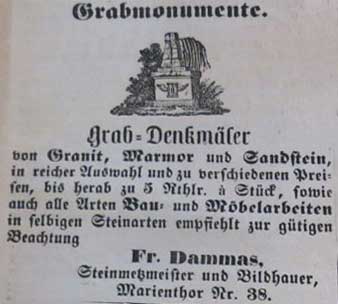 Grabmonumente.
Grab-Denkmäler
von Granit, Marmor und Sandstein,
in reicher Auswahl und zu verschiedenen Prei-
sen, bis herab zu 5 Rthlr. à Stück, sowie
auch alle Arten Bau- und Möbelarbeiten
in selbigen Steinarten empfiehlt zur gütigen
Beachtung
Fr. Dammas,
Steinmetzmeister und Bildhauer,
Marienthor Nr. 38.